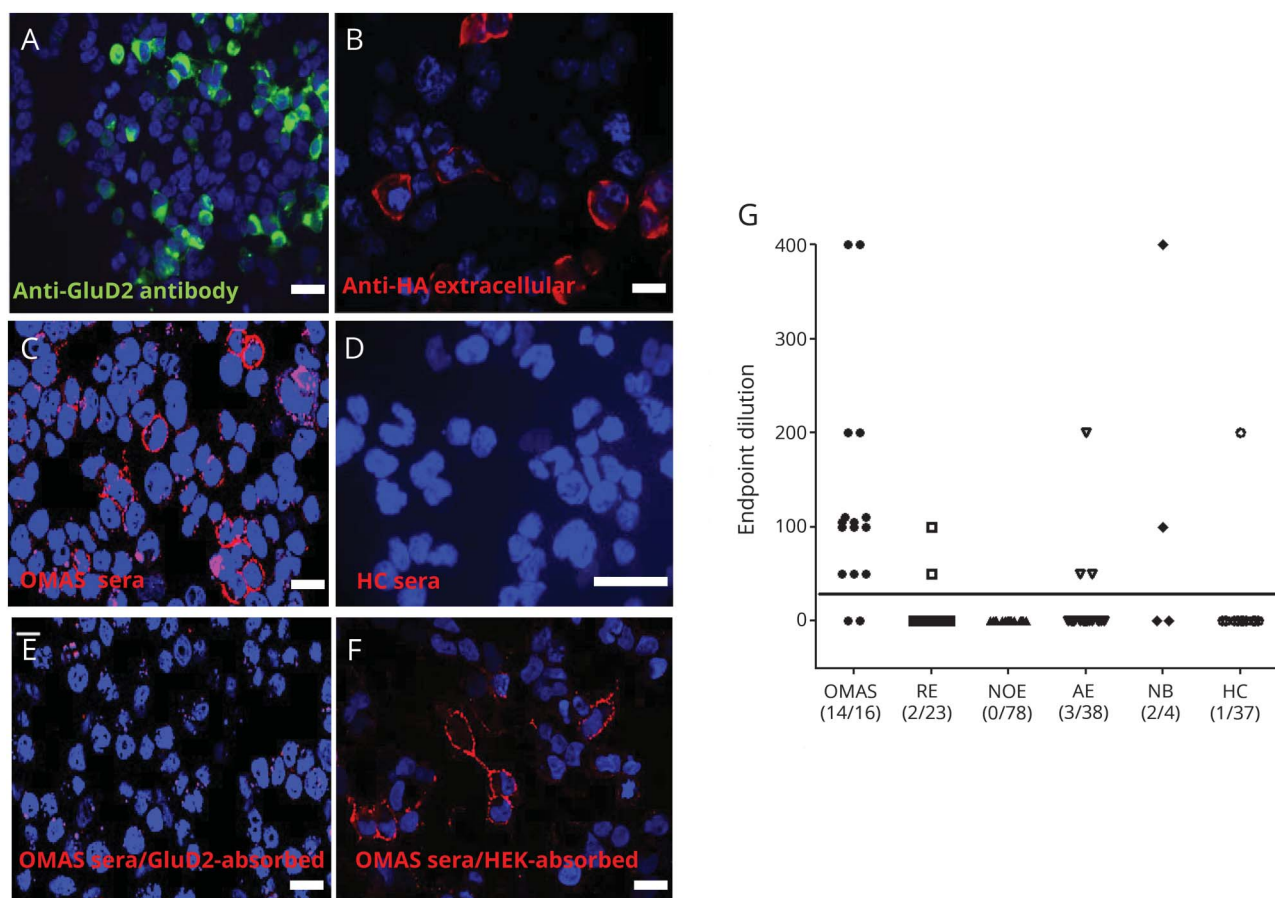 A
Anti-GluD2 antibody
B
Anti-HA extracellular
C
OMAS sera
D
HC sera
E
OMAS sera/GluD2-absorbed
F
OMAS sera/HEK-absorbed
G
Endpoint dilution
400
300
200
100
0
OMAS RE NOE AE NB HC
(14/16) (2/23) (0/78) (3/38) (2/4) (1/37)